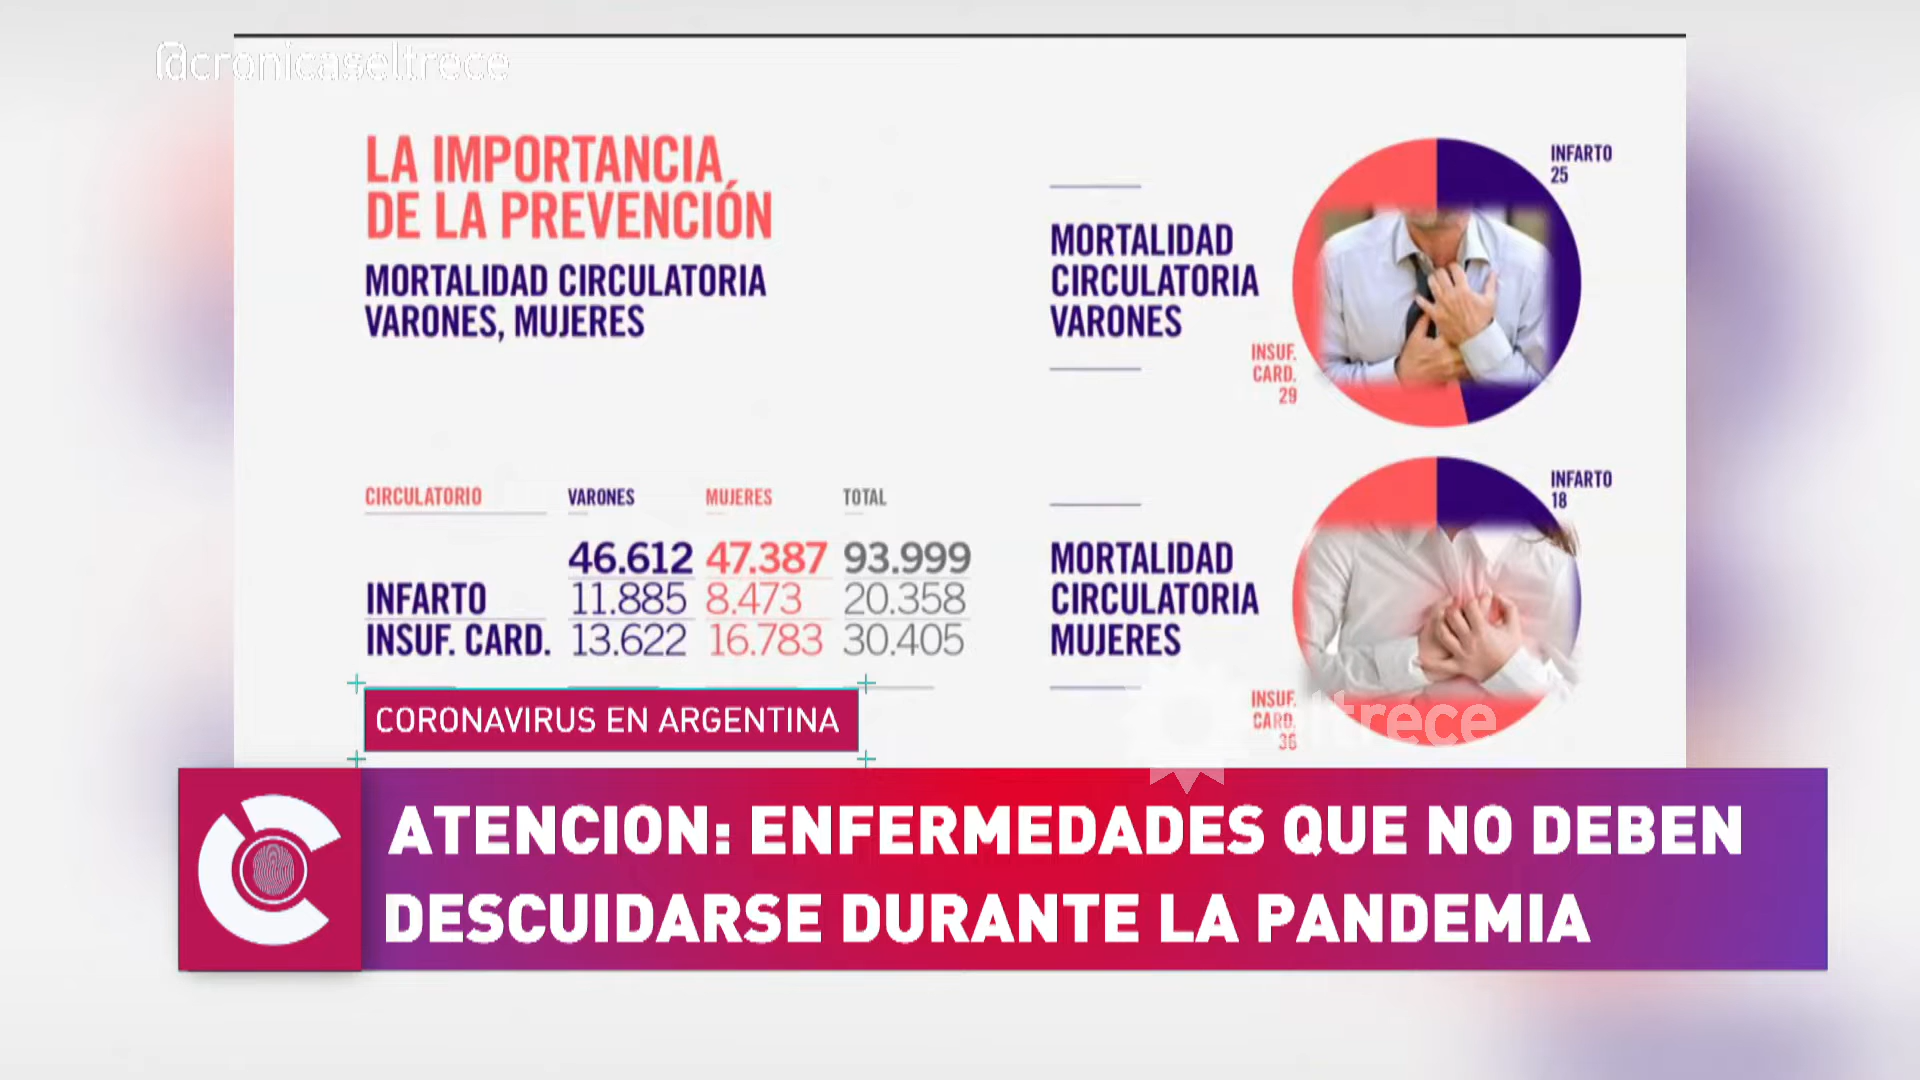 @cronicaseltrece
LA IMPORTANCIA
DE LA PREVENCIÓN
MORTALIDAD CIRCULATORIA
VARONES, MUJERES
CIRCULATORIO VARONES MUJERES TOTAL
46.612 47.387 93.999
INFARTO 11.885 8.473 20.358
INSUF. CARD. 13.622 16.783 30.405
MORTALIDAD
CIRCULATORIA
VARONES
INFARTO
25
INSUF.
CARD.
29
MORTALIDAD
CIRCULATORIA
MUJERES
INFARTO
18
INSUF.
CARD.
36
eltrece
CORONAVIRUS EN ARGENTINA
ATENCION: ENFERMEDADES QUE NO DEBEN
DESCUIDARSE DURANTE LA PANDEMIA